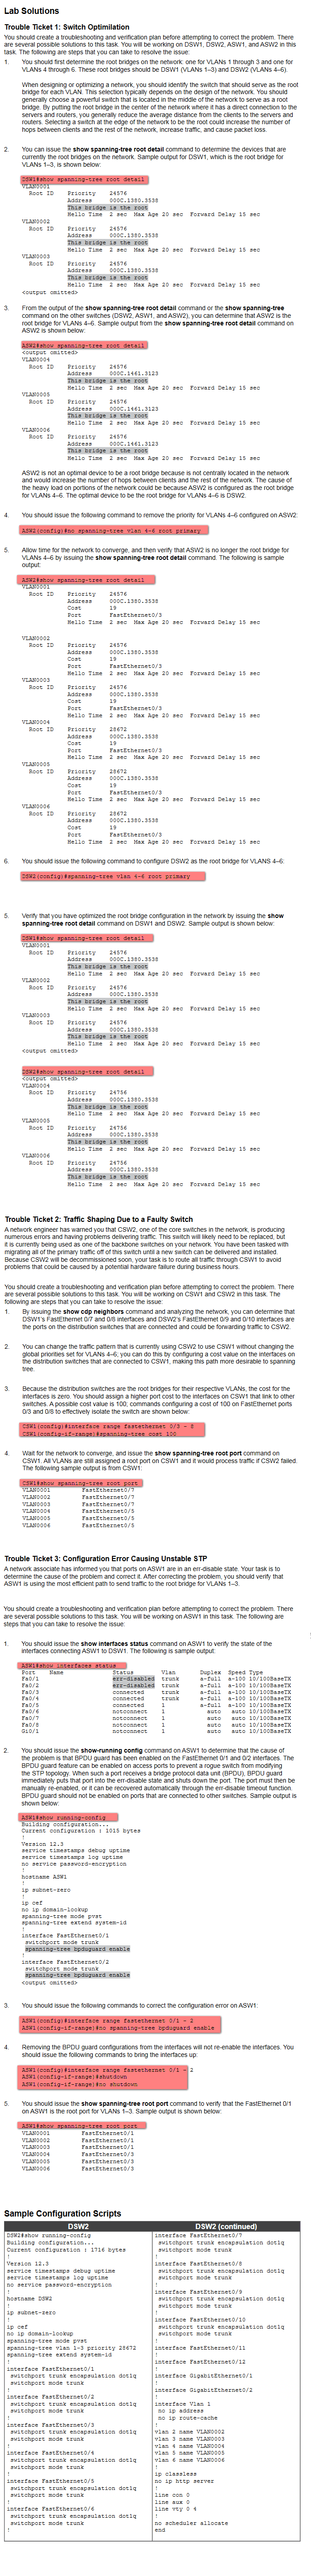 Lab Solutions
Trouble Ticket 1: Switch Optimilation
You should create a troubleshooting and verification plan before attempting to correct the problem. There
are several possible solutions to this task. You will be working on DSW1, DSW2, ASW1, and ASW2 in this
task. The following are steps that you can take to resolve the issue:
1. You should first determine the root bridges on the network: one for VLANs 1 through 3 and one for
VLANs 4 through 6. These root bridges should be DSW1 (VLANs 1–3) and DSW2 (VLANs 4–6).
When designing or optimizing a network, you should identify the switch that should serve as the root
bridge for each VLAN. This selection typically depends on the design of the network. You should
generally choose a powerful switch that is located in the middle of the network to serve as a root
bridge. By putting the root bridge in the center of the network where it has a direct connection to the
servers and routers, you generally reduce the average distance from the clients to the servers and
routers. Selecting a switch at the edge of the network to be the root could increase the number of
hops between clients and the rest of the network, increase traffic, and cause packet loss.
2. You can issue the show spanning-tree root detail command to determine the devices that are
currently the root bridges on the network. Sample output for DSW1, which is the root bridge for
VLANs 1–3, is shown below:
DSW1#show spanning-tree root detail
VLAN0001
Root ID Priority 24576
Address 000C.1380.3538
This bridge is the root
Hello Time 2 sec Max Age 20 sec Forward Delay 15 sec
VLAN0002
Root ID Priority 24576
Address 000C.1380.3538
This bridge is the root
Hello Time 2 sec Max Age 20 sec Forward Delay 15 sec
VLAN0003
Root ID Priority 24576
Address 000C.1380.3538
This bridge is the root
Hello Time 2 sec Max Age 20 sec Forward Delay 15 sec
<output omitted>
3. From the output of the show spanning-tree root detail command or the show spanning-tree
command on the other switches (DSW2, ASW1, and ASW2), you can determine that ASW2 is the
root bridge for VLANs 4–6. Sample output from the show spanning-tree root detail command on
ASW2 is shown below:
ASW2#show spanning-tree root detail
<output omitted>
VLAN0004
Root ID Priority 24576
Address 000C.1461.3123
This bridge is the root
Hello Time 2 sec Max Age 20 sec Forward Delay 15 sec
VLAN0005
Root ID Priority 24576
Address 000C.1461.3123
This bridge is the root
Hello Time 2 sec Max Age 20 sec Forward Delay 15 sec
VLAN0006
Root ID Priority 24576
Address 000C.1461.3123
This bridge is the root
Hello Time 2 sec Max Age 20 sec Forward Delay 15 sec
ASW2 is not an optimal device to be a root bridge because is not centrally located in the network
and would increase the number of hops between clients and the rest of the network. The cause of
the heavy load on portions of the network could be because ASW2 is configured as the root bridge
for VLANs 4–6. The optimal device to be the root bridge for VLANs 4–6 is DSW2.
4. You should issue the following command to remove the priority for VLANs 4–6 configured on ASW2:
ASW2(config)#no spanning-tree vlan 4-6 root primary
5. Allow time for the network to converge, and then verify that ASW2 is no longer the root bridge for
VLANs 4–6 by issuing the show spanning-tree root detail command. The following is sample
output:
ASW2#show spanning-tree root detail
VLAN0001
Root ID Priority 24576
Address 000C.1380.3538
Cost 19
Port FastEthernet0/3
Hello Time 2 sec Max Age 20 sec Forward Delay 15 sec
VLAN0002
Root ID Priority 24576
Address 000C.1380.3538
Cost 19
Port FastEthernet0/3
Hello Time 2 sec Max Age 20 sec Forward Delay 15 sec
VLAN0003
Root ID Priority 24576
Address 000C.1380.3538
Cost 19
Port FastEthernet0/3
Hello Time 2 sec Max Age 20 sec Forward Delay 15 sec
VLAN0004
Root ID Priority 28672
Address 000C.1380.3538
Cost 19
Port FastEthernet0/3
Hello Time 2 sec Max Age 20 sec Forward Delay 15 sec
VLAN0005
Root ID Priority 28672
Address 000C.1380.3538
Cost 19
Port FastEthernet0/3
Hello Time 2 sec Max Age 20 sec Forward Delay 15 sec
VLAN0006
Root ID Priority 28672
Address 000C.1380.3538
Cost 19
Port FastEthernet0/3
Hello Time 2 sec Max Age 20 sec Forward Delay 15 sec
6. You should issue the following command to configure DSW2 as the root bridge for VLANS 4–6:
DSW2(config)#spanning-tree vlan 4-6 root primary
5. Verify that you have optimized the root bridge configuration in the network by issuing the show
spanning-tree root detail command on DSW1 and DSW2. Sample output is shown below:
DSW1#show spanning-tree root detail
VLAN0001
Root ID Priority 24576
Address 000C.1380.3538
This bridge is the root
Hello Time 2 sec Max Age 20 sec Forward Delay 15 sec
VLAN0002
Root ID Priority 24576
Address 000C.1380.3538
This bridge is the root
Hello Time 2 sec Max Age 20 sec Forward Delay 15 sec
VLAN0003
Root ID Priority 24576
Address 000C.1380.3538
This bridge is the root
Hello Time 2 sec Max Age 20 sec Forward Delay 15 sec
<output omitted>
DSW2#show spanning-tree root detail
<output omitted>
VLAN0004
Root ID Priority 24756
Address 000C.1380.3658
This bridge is the root
Hello Time 2 sec Max Age 20 sec Forward Delay 15 sec
VLAN0005
Root ID Priority 24756
Address 000C.1380.3658
This bridge is the root
Hello Time 2 sec Max Age 20 sec Forward Delay 15 sec
VLAN0006
Root ID Priority 24756
Address 000C.1380.3658
This bridge is the root
Hello Time 2 sec Max Age 20 sec Forward Delay 15 sec
Trouble Ticket 2: Traffic Shaping Due to a Faulty Switch
A network engineer has warned you that CSW2, one of the core switches in the network, is producing
numerous errors and having problems delivering traffic. This switch will likely need to be replaced, but
it is currently being used as one of the backbone switches on your network. You have been tasked with
migrating all of the primary traffic off of this switch until a new switch can be delivered and installed.
Because CSW2 will be decommissioned soon, your task is to route all traffic through CSW1 to avoid
problems that could be caused by a potential hardware failure during business hours.
You should create a troubleshooting and verification plan before attempting to correct the problem. There
are several possible solutions to this task. You will be working on CSW1 and CSW2 in this task. The
following are steps that you can take to resolve the issue:
1. By issuing the show cdp neighbors command and analyzing the network, you can determine that
DSW1's FastEthernet 0/7 and 0/8 interfaces and DSW2's FastEthernet 0/9 and 0/10 interfaces are
the ports on the distribution switches that are connected and could be forwarding traffic to CSW2.
2. You can change the traffic pattern that is currently using CSW2 to use CSW1 without changing the
global priorities set for VLANs 4–6; you can do this by configuring a cost value on the interfaces on
the distribution switches that are connected to CSW1, making this path more desirable to spanning
tree.
3. Because the distribution switches are the root bridges for their respective VLANs, the cost for the
interfaces is zero. You should assign a higher port cost to the interfaces on CSW1 that link to other
switches. A possible cost value is 100; commands configuring a cost of 100 on FastEthernet ports
0/3 and 0/8 to effectively isolate the switch are shown below:
CSW1(config)#interface range fastethernet 0/3 - 8
CSW1(config-if-range)#spanning-tree cost 100
4. Wait for the network to converge, and issue the show spanning-tree root port command on
CSW1. All VLANs are still assigned a root port on CSW1 and it would process traffic if CSW2 failed.
The following sample output is from CSW1:
CSW1#show spanning-tree root port
VLAN0001 FastEthernet0/7
VLAN0002 FastEthernet0/7
VLAN0003 FastEthernet0/7
VLAN0004 FastEthernet0/5
VLAN0005 FastEthernet0/5
VLAN0006 FastEthernet0/5
Trouble Ticket 3: Configuration Error Causing Unstable STP
A network associate has informed you that ports on ASW1 are in an err-disable state. Your task is to
determine the cause of the problem and correct it. After correcting the problem, you should verify that
ASW1 is using the most efficient path to send traffic to the root bridge for VLANs 1–3.
You should create a troubleshooting and verification plan before attempting to correct the problem. There
are several possible solutions to this task. You will be working on ASW1 in this task. The following are
steps that you can take to resolve the issue:
1. You should issue the show interfaces status command on ASW1 to verify the state of the
interfaces connecting ASW1 to DSW1. The following is sample output:
ASW1#show interfaces status
Port Name Status Vlan Duplex Speed Type
Fa0/1 err-disabled trunk a-full a-100 10/100BaseTX
Fa0/2 err-disabled trunk a-full a-100 10/100BaseTX
Fa0/3 connected trunk a-full a-100 10/100BaseTX
Fa0/4 connected trunk a-full a-100 10/100BaseTX
Fa0/5 connected 1 a-full a-100 10/100BaseTX
Fa0/6 notconnect 1 auto auto 10/100BaseTX
Fa0/7 notconnect 1 auto auto 10/100BaseTX
Fa0/8 notconnect 1 auto auto 10/100BaseTX
Gi0/1 notconnect 1 auto auto 10/100BaseTX
2. You should issue the show-running config command on ASW1 to determine that the cause of
the problem is that BPDU guard has been enabled on the FastEthernet 0/1 and 0/2 interfaces. The
BPDU guard feature can be enabled on access ports to prevent a rogue switch from modifying
the STP topology. When such a port receives a bridge protocol data unit (BPDU), BPDU guard
immediately puts that port into the err-disable state and shuts down the port. The port must then be
manually re-enabled, or it can be recovered automatically through the err-disable timeout function.
BPDU guard should not be enabled on ports that are connected to other switches. Sample output is
shown below:
ASW1#show running-config
Building configuration...
Current configuration : 1015 bytes
!
Version 12.3
service timestamps debug uptime
service timestamps log uptime
no service password-encryption
!
hostname ASW1
!
ip subnet-zero
!
ip cef
no ip domain-lookup
spanning-tree mode pvst
spanning-tree extend system-id
!
interface FastEthernet0/1
switchport mode trunk
spanning-tree bpduguard enable
!
interface FastEthernet0/2
switchport mode trunk
spanning-tree bpduguard enable
<output omitted>
3. You should issue the following commands to correct the configuration error on ASW1:
ASW1(config)#interface range fastethernet 0/1 - 2
ASW1(config-if-range)#no spanning-tree bpduguard enable
4. Removing the BPDU guard configurations from the interfaces will not re-enable the interfaces. You
should issue the following commands to bring the interfaces up:
ASW1(config)#interface range fastethernet 0/1 - 2
ASW1(config-if-range)#shutdown
ASW1(config-if-range)#no shutdown
5. You should issue the show spanning-tree root port command to verify that the FastEthernet 0/1
on ASW1 is the root port for VLANs 1–3. Sample output is shown below:
ASW1#show spanning-tree root port
VLAN0001 FastEthernet0/1
VLAN0002 FastEthernet0/1
VLAN0003 FastEthernet0/1
VLAN0004 FastEthernet0/3
VLAN0005 FastEthernet0/3
VLAN0006 FastEthernet0/3
Sample Configuration Scripts
DSW2
DSW2#show running-config
Building configuration...
Current configuration : 1716 bytes
!
Version 12.3
service timestamps debug uptime
service timestamps log uptime
no service password-encryption
!
hostname DSW2
!
ip subnet-zero
!
ip cef
no ip domain-lookup
spanning-tree mode pvst
spanning-tree vlan 1-3 priority 28672
spanning-tree extend system-id
!
interface FastEthernet0/1
switchport trunk encapsulation dot1q
switchport mode trunk
!
interface FastEthernet0/2
switchport trunk encapsulation dot1q
switchport mode trunk
!
interface FastEthernet0/3
switchport trunk encapsulation dot1q
switchport mode trunk
!
interface FastEthernet0/4
switchport trunk encapsulation dot1q
switchport mode trunk
!
interface FastEthernet0/5
switchport trunk encapsulation dot1q
switchport mode trunk
!
interface FastEthernet0/6
switchport trunk encapsulation dot1q
switchport mode trunk
!
DSW2 (continued)
interface FastEthernet0/7
switchport trunk encapsulation dot1q
switchport mode trunk
!
interface FastEthernet0/8
switchport trunk encapsulation dot1q
switchport mode trunk
!
interface FastEthernet0/9
switchport trunk encapsulation dot1q
switchport mode trunk
!
interface FastEthernet0/10
switchport trunk encapsulation dot1q
switchport mode trunk
!
interface FastEthernet0/11
!
interface FastEthernet0/12
!
interface GigabitEthernet0/1
!
interface GigabitEthernet0/2
!
interface Vlan 1
no ip address
no ip route-cache
!
vlan 2 name VLAN0002
vlan 3 name VLAN0003
vlan 4 name VLAN0004
vlan 5 name VLAN0005
vlan 6 name VLAN0006
!
ip classless
no ip http server
!
line con 0
line aux 0
line vty 0 4
!
no scheduler allocate
end